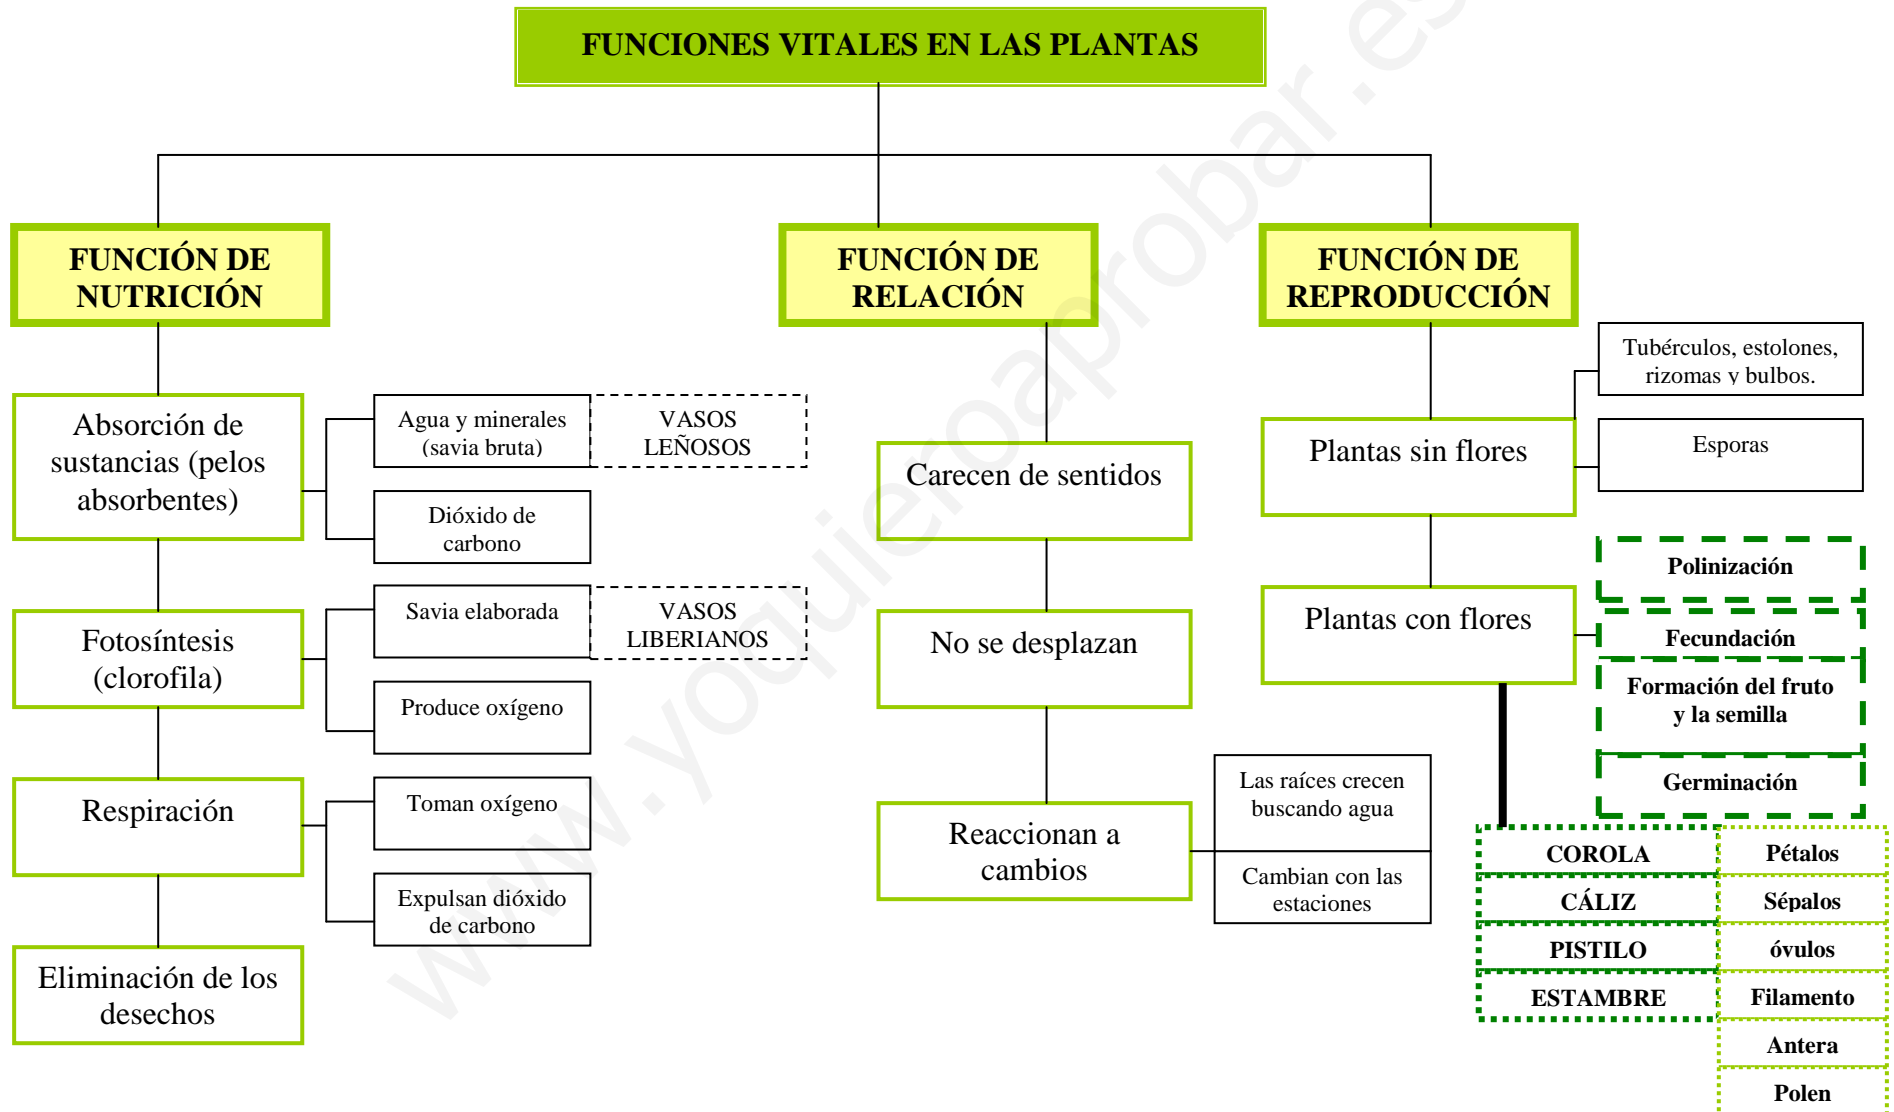 FUNCIONES VITALES EN LAS PLANTAS
FUNCIÓN DE
NUTRICIÓN
FUNCIÓN DE
RELACIÓN
FUNCIÓN DE
REPRODUCCIÓN
Absorción de
sustancias (pelos
absorbentes)
Agua y minerales
(savia bruta)
VASOS
LEÑOSOS
Dióxido de
carbono
Fotosíntesis
(clorofila)
Savia elaborada
VASOS
LIBERIANOS
Produce oxígeno
Respiración
Toman oxígeno
Expulsan dióxido
de carbono
Eliminación de los
desechos
Carecen de sentidos
No se desplazan
Reaccionan a
cambios
Las raíces crecen
buscando agua
Cambian con las
estaciones
Plantas sin flores
Tubérculos, estolones,
rizomas y bulbos.
Esporas
Plantas con flores
Polinización
Fecundación
Formación del fruto
y la semilla
Germinación
COROLA
Pétalos
CÁLIZ
Sépalos
PISTILO
óvulos
ESTAMBRE
Filamento
Antera
Polen
www.yoquieroaprobar.es